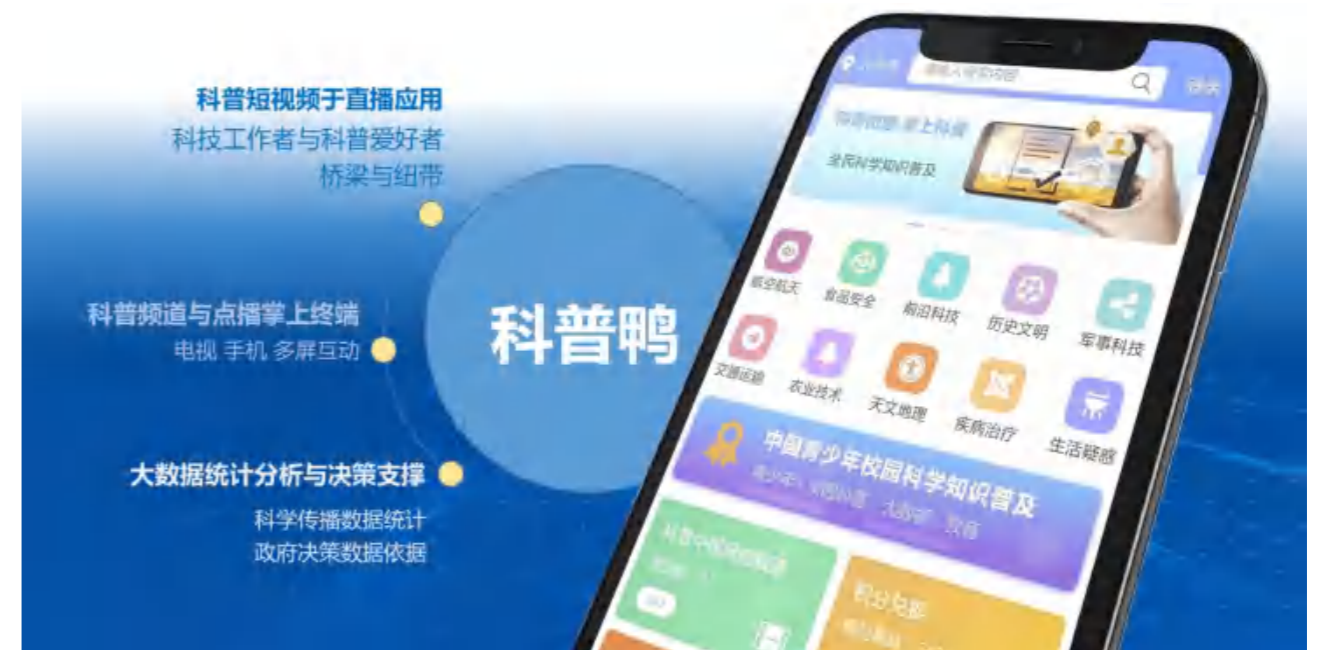 科普短视频于直播应用
科技工作者与科普爱好者
桥梁与纽带
科普频道与点播掌上终端
电视 手机 多屏互动
大数据统计分析与决策支撑
科学传播数据统计
政府决策数据依据
科普鸭
全民科学知识普及
航空航天
食品安全
前沿科技
历史文明
军事科技
交通运输
农业技术
天文地理
疾病治疗
生活疑惑
中国青少年校园科学知识普及
积分兑换